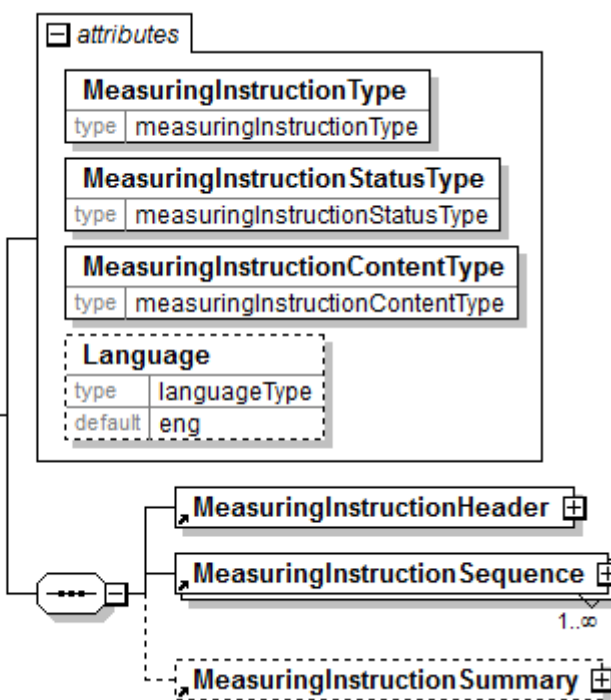 attributes
MeasuringInstructionType
type measuringInstructionType
MeasuringInstructionStatusType
type measuringInstructionStatusType
MeasuringInstructionContentType
type measuringInstructionContentType
Language
type languageType
default eng
MeasuringInstructionHeader
MeasuringInstructionSequence
1..∞
MeasuringInstructionSummary